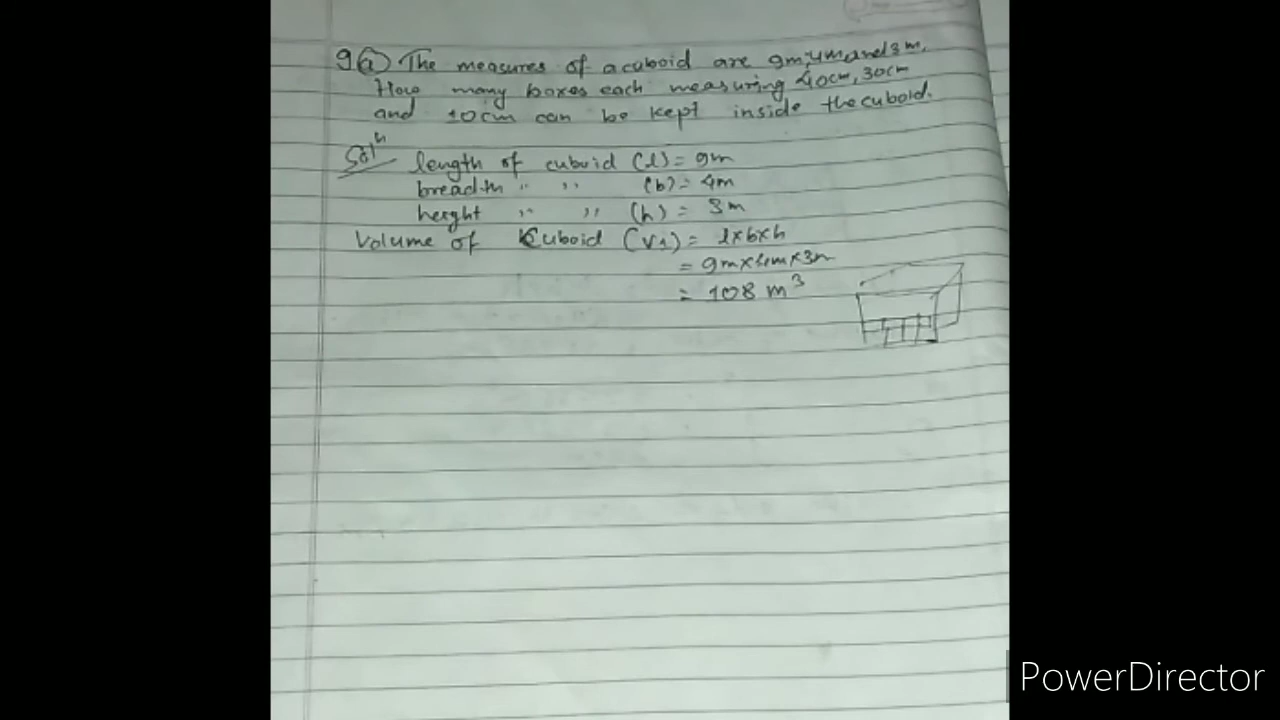 9(a) The measures of a cuboid are 9m, 4m and 3m.
How many boxes each measuring 40cm, 30cm
and 10cm can be kept inside the cuboid.
Solⁿ length of cuboid (l) = 9m
breadth " " (b) = 4m
height " " (h) = 3m
Volume of Cuboid (V1) = l×b×h
= 9m×4m×3m
= 108 m³
PowerDirector